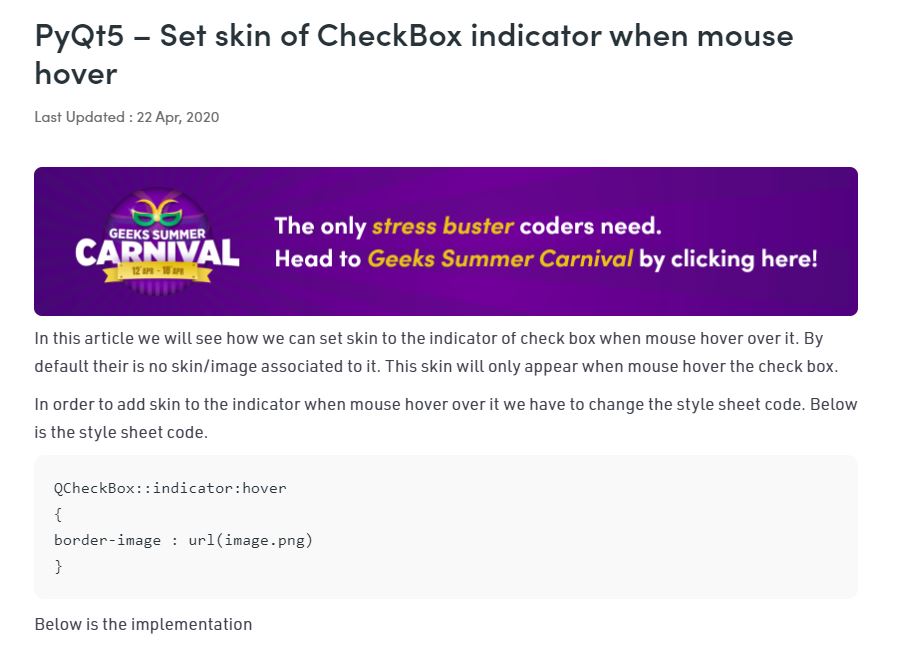 PyQt5 – Set skin of CheckBox indicator when mouse
hover
Last Updated : 22 Apr, 2020
GEEKS SUMMER
CARNIVAL
12 APR - 18 APR
The only stress buster coders need.
Head to Geeks Summer Carnival by clicking here!
In this article we will see how we can set skin to the indicator of check box when mouse hover over it. By
default their is no skin/image associated to it. This skin will only appear when mouse hover the check box.
In order to add skin to the indicator when mouse hover over it we have to change the style sheet code. Below
is the style sheet code.
QCheckBox::indicator:hover
{
border-image : url(image.png)
}
Below is the implementation